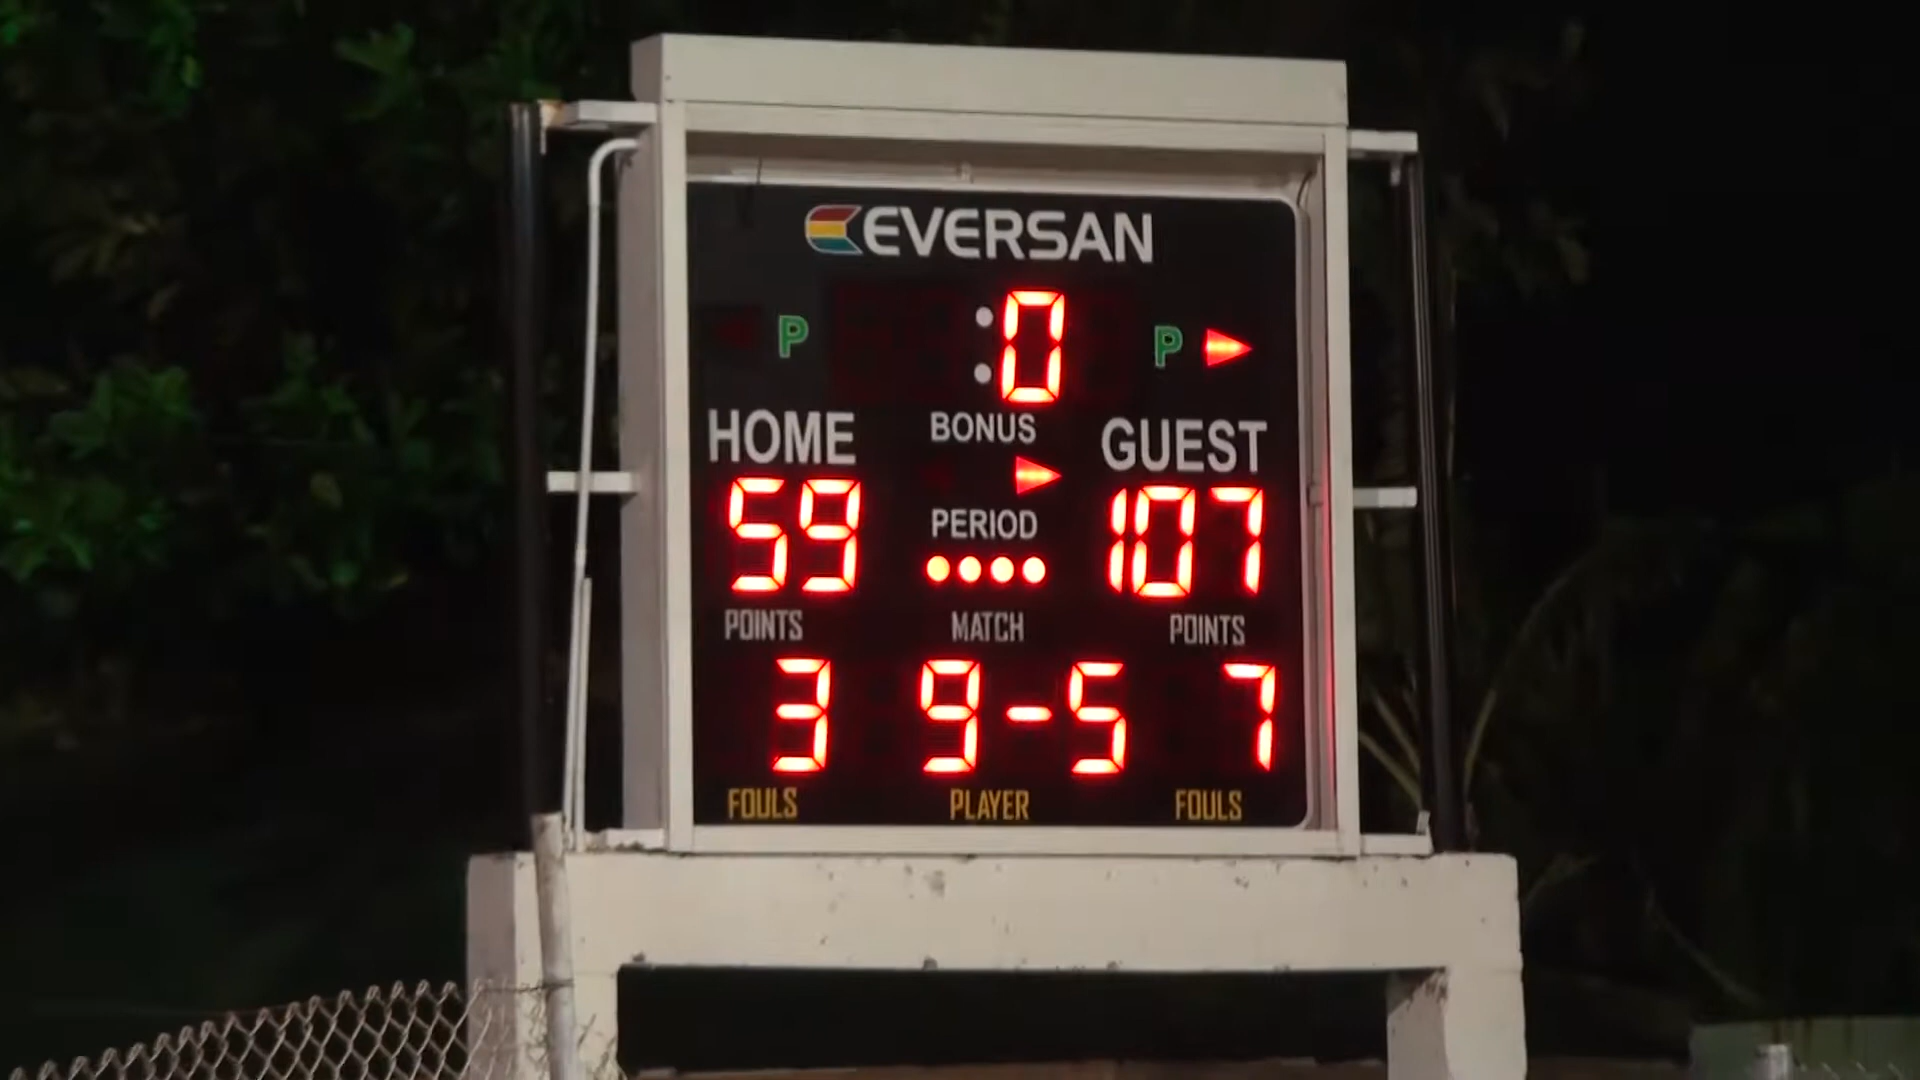 EVERSAN
P :0 P
HOME BONUS GUEST
59 PERIOD 107
POINTS MATCH POINTS
3 9-5 7
FOULS PLAYER FOULS